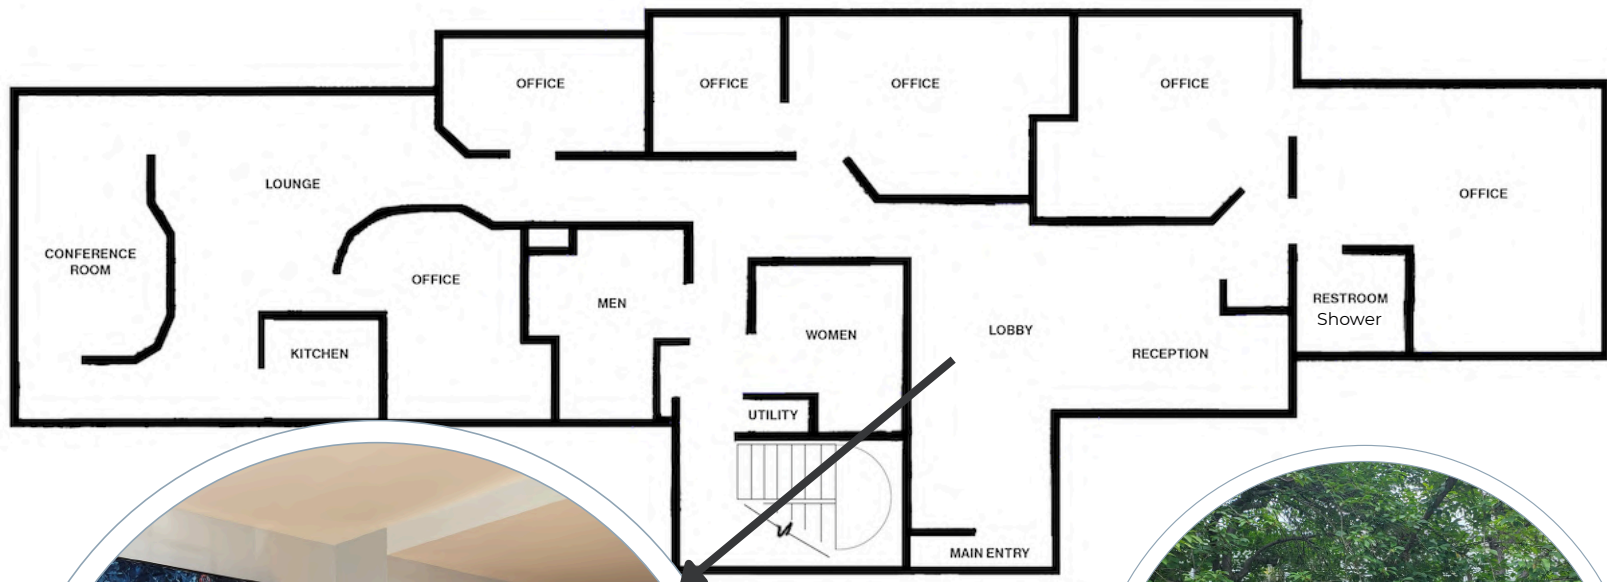 OFFICE
OFFICE
OFFICE
OFFICE
LOUNGE
OFFICE
CONFERENCE
ROOM
OFFICE
MEN
RESTROOM
Shower
WOMEN
LOBBY
KITCHEN
RECEPTION
UTILITY
MAIN ENTRY